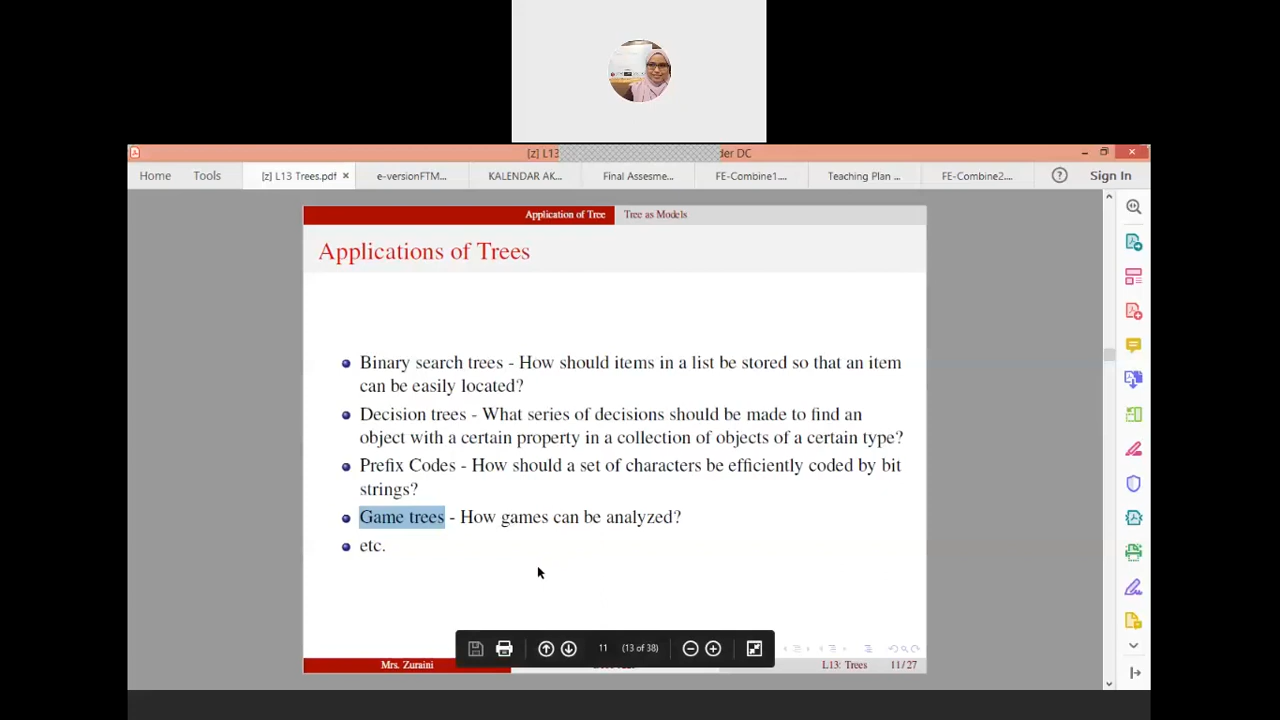 [z] L13 der DC
Home Tools [z] L13 Trees.pdf × e-versionFTM... KALENDAR AK... Final Assesme... FE-Combine1.... Teaching Plan ... FE-Combine2.... Sign In
Application of Tree Tree as Models
Applications of Trees
Binary search trees - How should items in a list be stored so that an item
can be easily located?
Decision trees - What series of decisions should be made to find an
object with a certain property in a collection of objects of a certain type?
Prefix Codes - How should a set of characters be efficiently coded by bit
strings?
Game trees - How games can be analyzed?
etc.
11 (13 of 38)
Mrs. Zuraini L13: Trees 11/27